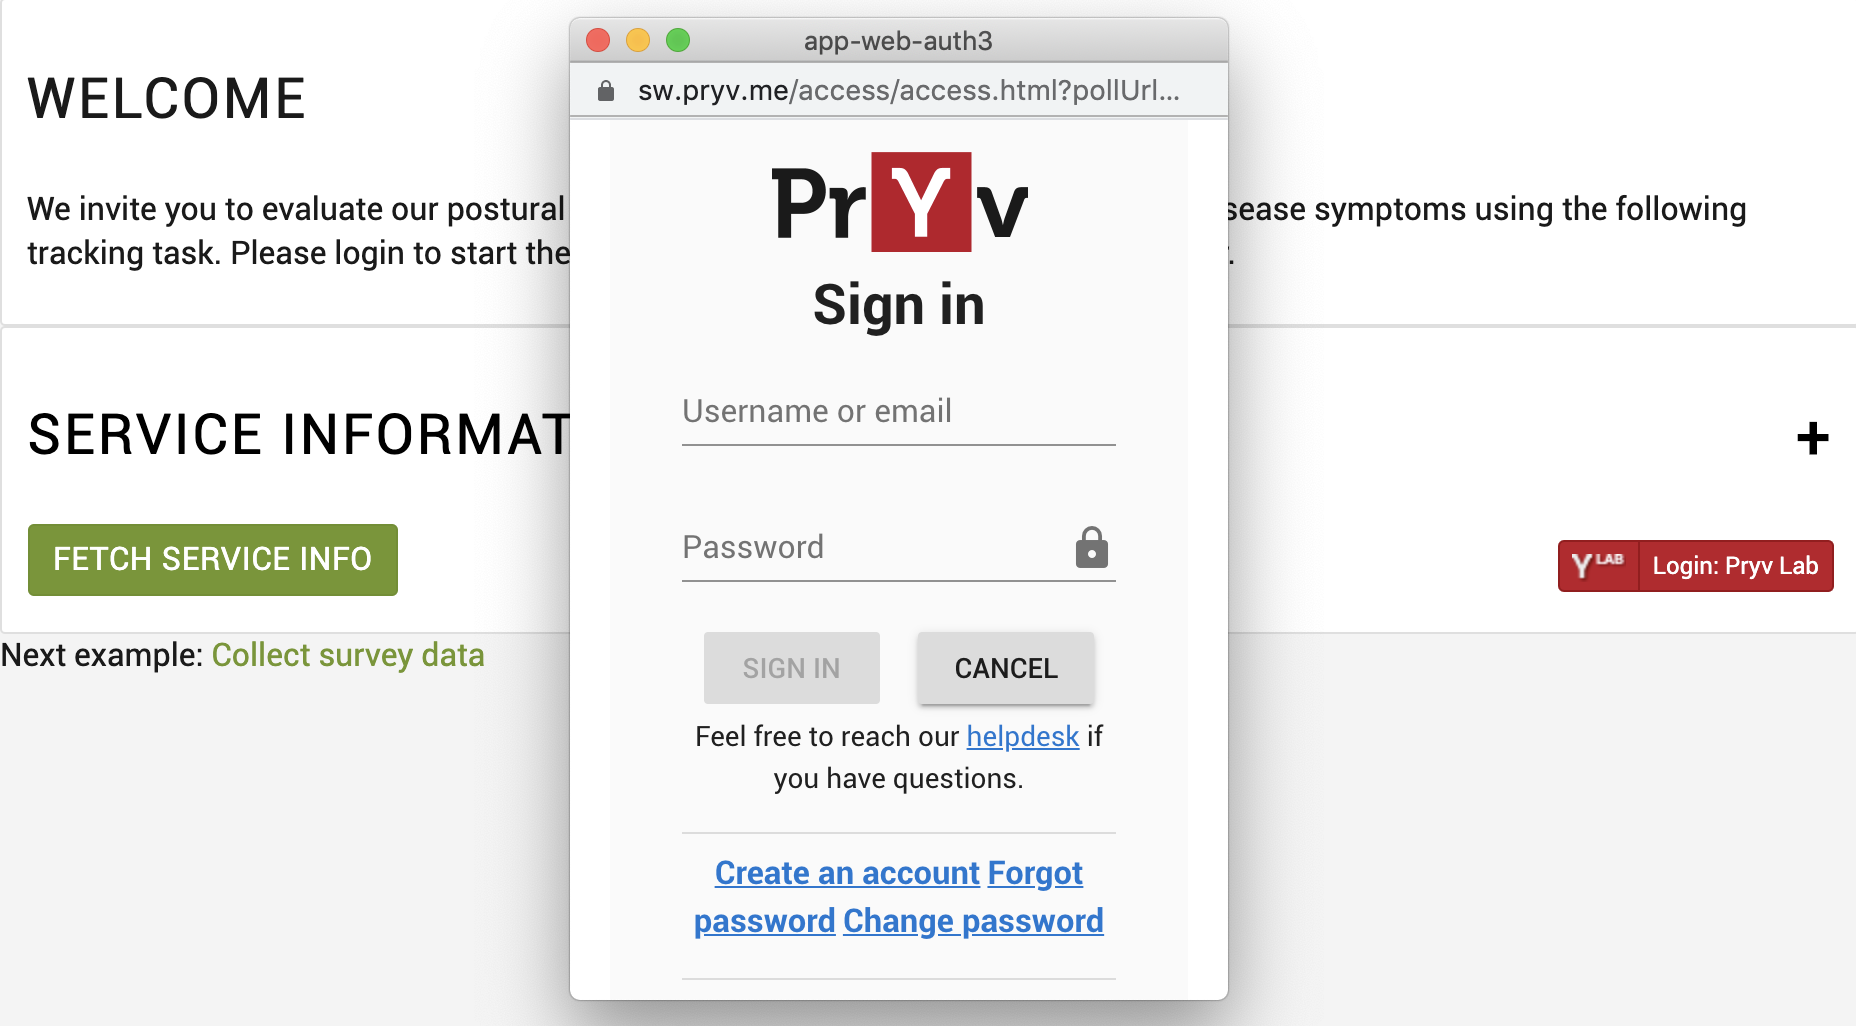 WELCOME
We invite you to evaluate our postural
sease symptoms using the following
tracking task. Please login to start the
.
SERVICE INFORMAT
+
FETCH SERVICE INFO
Y LAB Login: Pryv Lab
Next example: Collect survey data
app-web-auth3
sw.pryv.me/access/access.html?pollUrl...
PrYv
Sign in
Username or email
Password
SIGN IN
CANCEL
Feel free to reach our helpdesk if
you have questions.
Create an account Forgot
password Change password